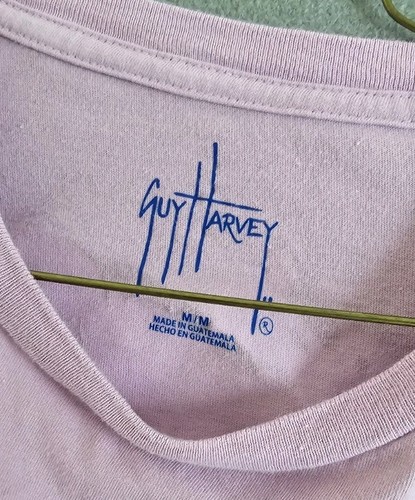 GUY HARVEY
®
M/M
MADE IN GUATEMALA
HECHO EN GUATEMALA